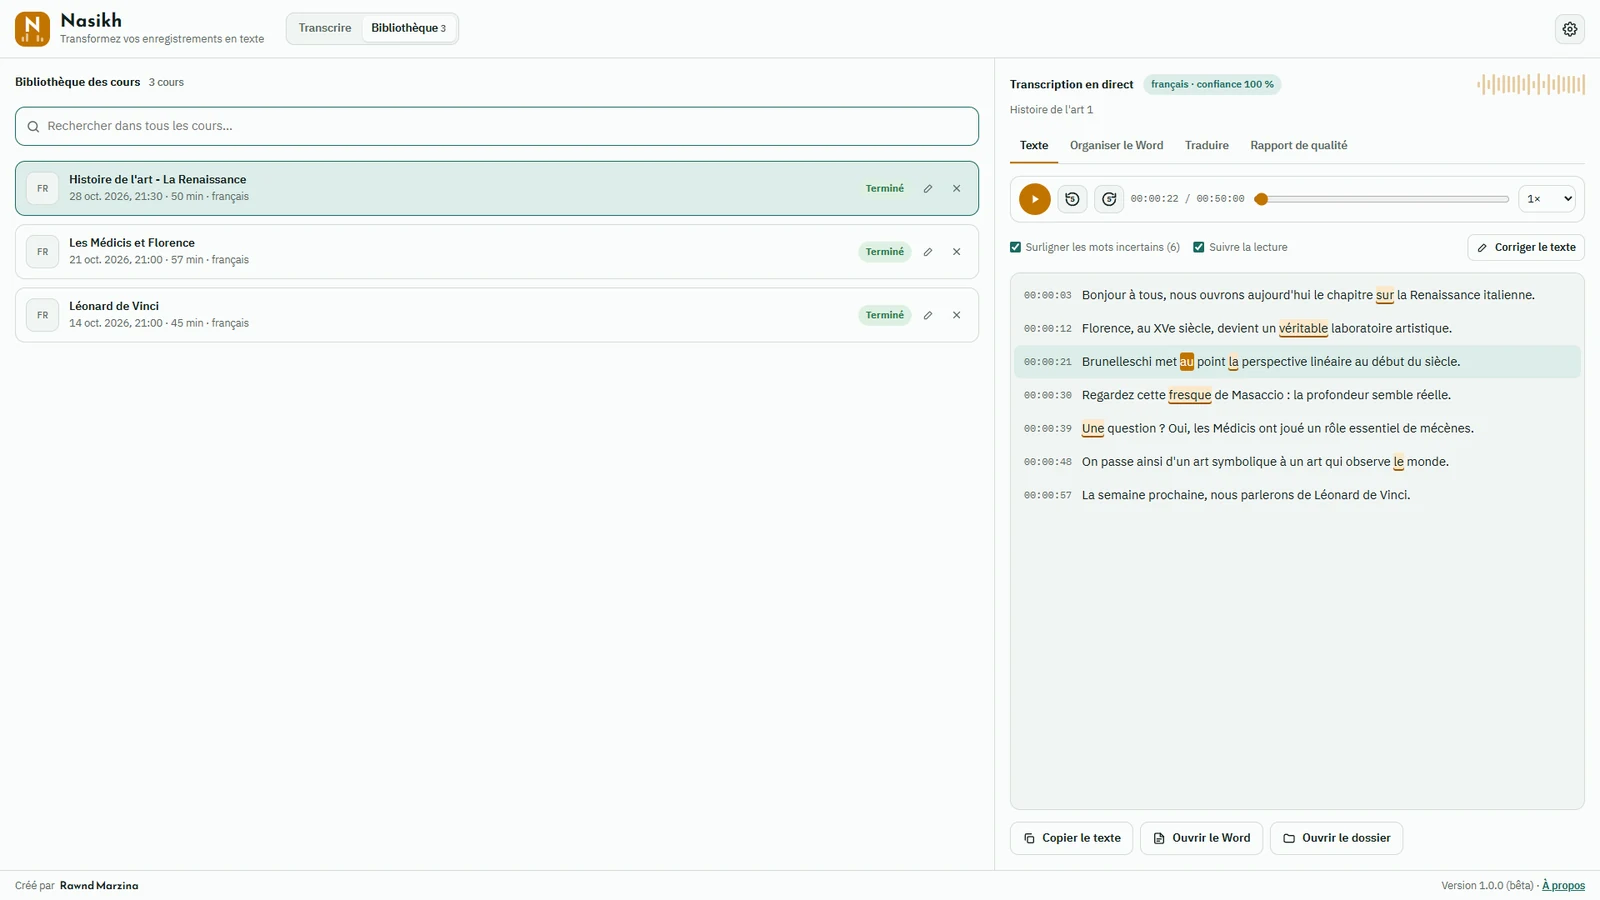 Nasikh
Transformez vos enregistrements en texte
Transcrire
Bibliothèque 3
Bibliothèque des cours 3 cours
Rechercher dans tous les cours...
FR
Histoire de l'art - La Renaissance
28 oct. 2026, 21:30 · 50 min · français
Terminé
FR
Les Médicis et Florence
21 oct. 2026, 21:00 · 57 min · français
Terminé
FR
Léonard de Vinci
14 oct. 2026, 21:00 · 45 min · français
Terminé
Transcription en direct français · confiance 100 %
Histoire de l'art 1
Texte Organiser le Word Traduire Rapport de qualité
5 5 00:00:22 / 00:50:00 1×
Surligner les mots incertains (6) Suivre la lecture Corriger le texte
00:00:03 Bonjour à tous, nous ouvrons aujourd'hui le chapitre sur la Renaissance italienne.
00:00:12 Florence, au XVe siècle, devient un véritable laboratoire artistique.
00:00:21 Brunelleschi met au point la perspective linéaire au début du siècle.
00:00:30 Regardez cette fresque de Masaccio : la profondeur semble réelle.
00:00:39 Une question ? Oui, les Médicis ont joué un rôle essentiel de mécènes.
00:00:48 On passe ainsi d'un art symbolique à un art qui observe le monde.
00:00:57 La semaine prochaine, nous parlerons de Léonard de Vinci.
Copier le texte Ouvrir le Word Ouvrir le dossier
Créé par Rawnd Marzina
Version 1.0.0 (bêta) · À propos